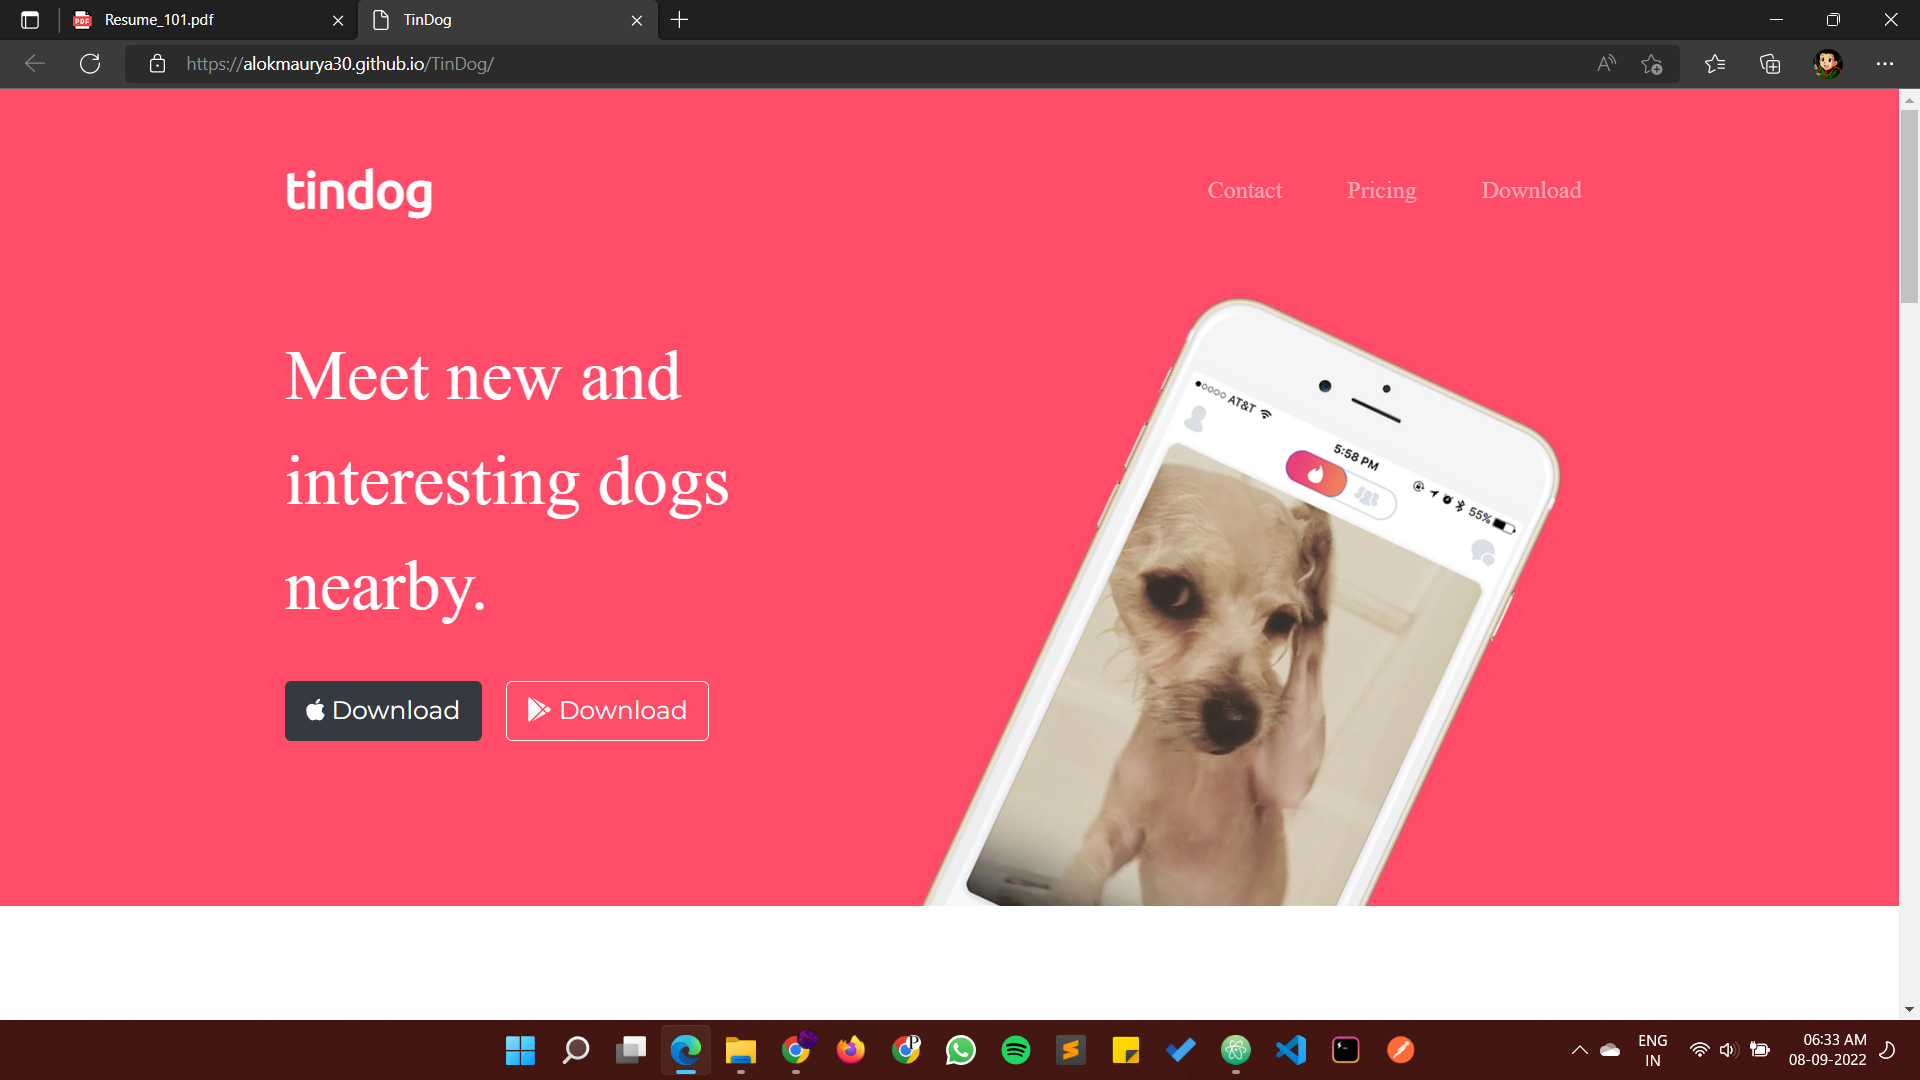 Resume_101.pdf
TinDog
https://alokmaurya30.github.io/TinDog/
tindog
Contact
Pricing
Download
Meet new and
interesting dogs
nearby.
Download
Download
AT&T
5:58 PM
55%
ENG
IN
06:33 AM
08-09-2022